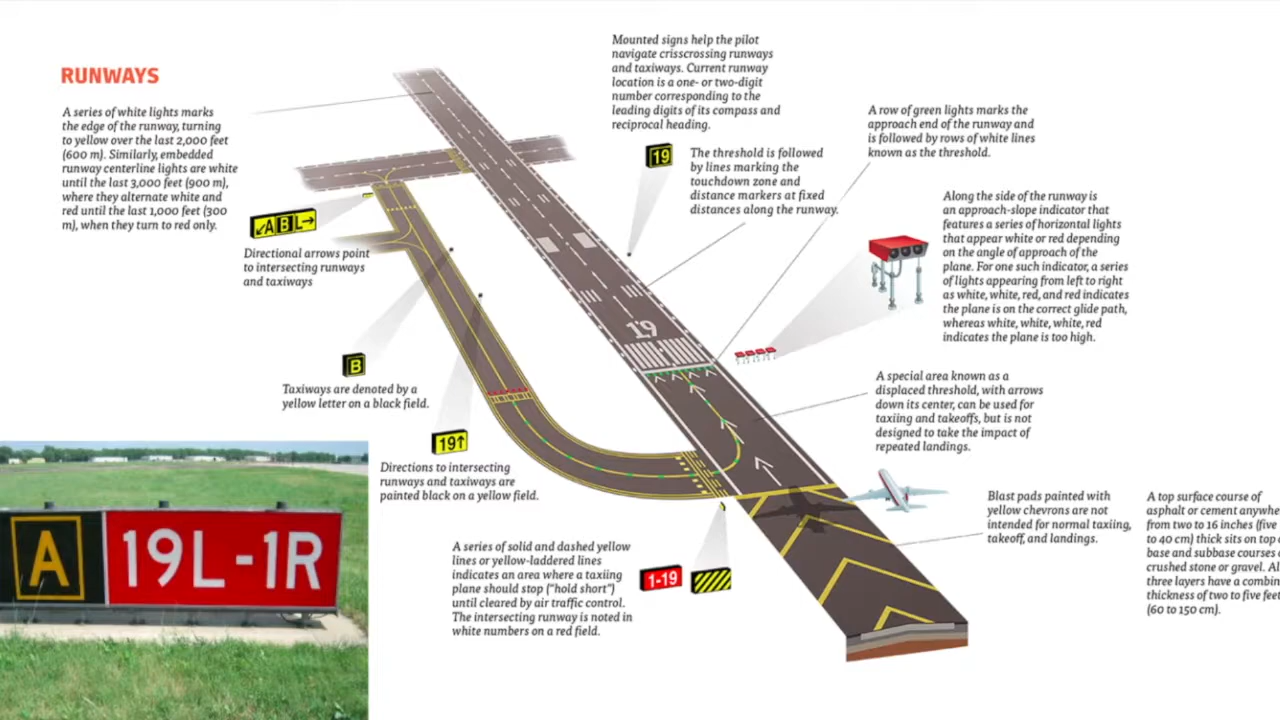 RUNWAYS
A series of white lights marks
the edge of the runway, turning
to yellow over the last 2,000 feet
(600 m). Similarly, embedded
runway centerline lights are white
until the last 3,000 feet (900 m),
where they alternate white and
red until the last 1,000 feet (300
m), when they turn to red only.
Mounted signs help the pilot
navigate crisscrossing runways
and taxiways. Current runway
location is a one- or two-digit
number corresponding to the
leading digits of its compass and
reciprocal heading.
19
The threshold is followed
by lines marking the
touchdown zone and
distance markers at fixed
distances along the runway.
A row of green lights marks the
approach end of the runway and
is followed by rows of white lines
known as the threshold.
Along the side of the runway is
an approach-slope indicator that
features a series of horizontal lights
that appear white or red depending
on the angle of approach of the
plane. For one such indicator, a series
of lights appearing from left to right
as white, white, red, and red indicates
the plane is on the correct glide path,
whereas white, white, white, red
indicates the plane is too high.
↙A B L→
Directional arrows point
to intersecting runways
and taxiways
19
B
Taxiways are denoted by a
yellow letter on a black field.
A special area known as a
displaced threshold, with arrows
down its center, can be used for
taxiing and takeoffs, but is not
designed to take the impact of
repeated landings.
19↑
Directions to intersecting
runways and taxiways are
painted black on a yellow field.
Blast pads painted with
yellow chevrons are not
intended for normal taxiing,
takeoff, and landings.
A top surface course of
asphalt or cement anywhe
from two to 16 inches (five
to 40 cm) thick sits on top o
base and subbase courses o
crushed stone or gravel. Al
three layers have a combin
thickness of two to five feet
(60 to 150 cm).
A series of solid and dashed yellow
lines or yellow-laddered lines
indicates an area where a taxiing
plane should stop ("hold short")
until cleared by air traffic control.
The intersecting runway is noted in
white numbers on a red field.
1-19
A 19L-1R